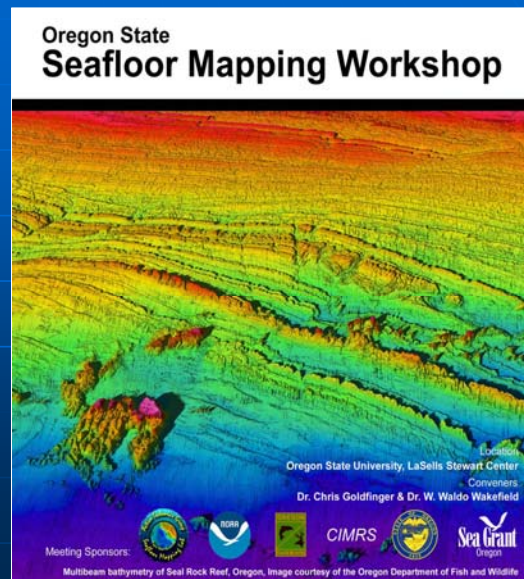 Oregon State
Seafloor Mapping Workshop
Location
Oregon State University, LaSells Stewart Center
Conveners
Dr. Chris Goldfinger & Dr. W. Waldo Wakefield
Meeting Sponsors:
NOAA
CIMRS
Sea Grant
Oregon
Multibeam bathymetry of Seal Rock Reef, Oregon, Image courtesy of the Oregon Department of Fish and Wildlife